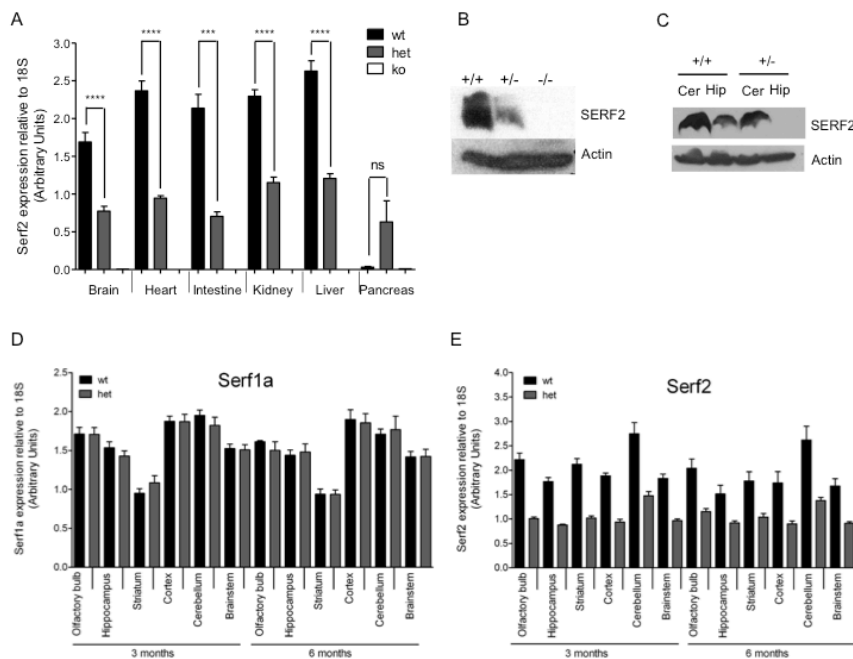 A
Serf2 expression relative to 18S
(Arbitrary Units)
3.0
2.5
2.0
1.5
1.0
0.5
0.0
****
****
***
****
****
ns
wt
het
ko
Brain
Heart
Intestine
Kidney
Liver
Pancreas
B
+/+ +/- -/-
SERF2
Actin
C
+/+ +/-
Cer Hip Cer Hip
SERF2
Actin
D
Serf1a
wt
het
Serf1a expression relative to 18S
(Arbitrary Units)
2.5
2.0
1.5
1.0
0.5
0.0
Olfactory bulb
Hippocampus
Striatum
Cortex
Cerebellum
Brainstem
Olfactory bulb
Hippocampus
Striatum
Cortex
Cerebellum
Brainstem
3 months
6 months
E
Serf2
wt
het
Serf2 expression relative to 18S
(Arbitrary Units)
4.0
3.5
3.0
2.5
2.0
1.5
1.0
0.5
0.0
Olfactory bulb
Hippocampus
Striatum
Cortex
Cerebellum
Brainstem
Olfactory bulb
Hippocampus
Striatum
Cortex
Cerebellum
Brainstem
3 months
6 months